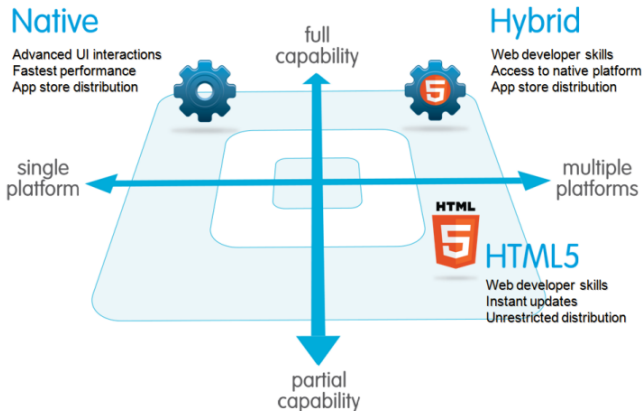 Native
Advanced UI interactions
Fastest performance
App store distribution
full
capability
Hybrid
Web developer skills
Access to native platform
App store distribution
5
single
platform
multiple
platforms
HTML
5
HTML5
Web developer skills
Instant updates
Unrestricted distribution
partial
capability